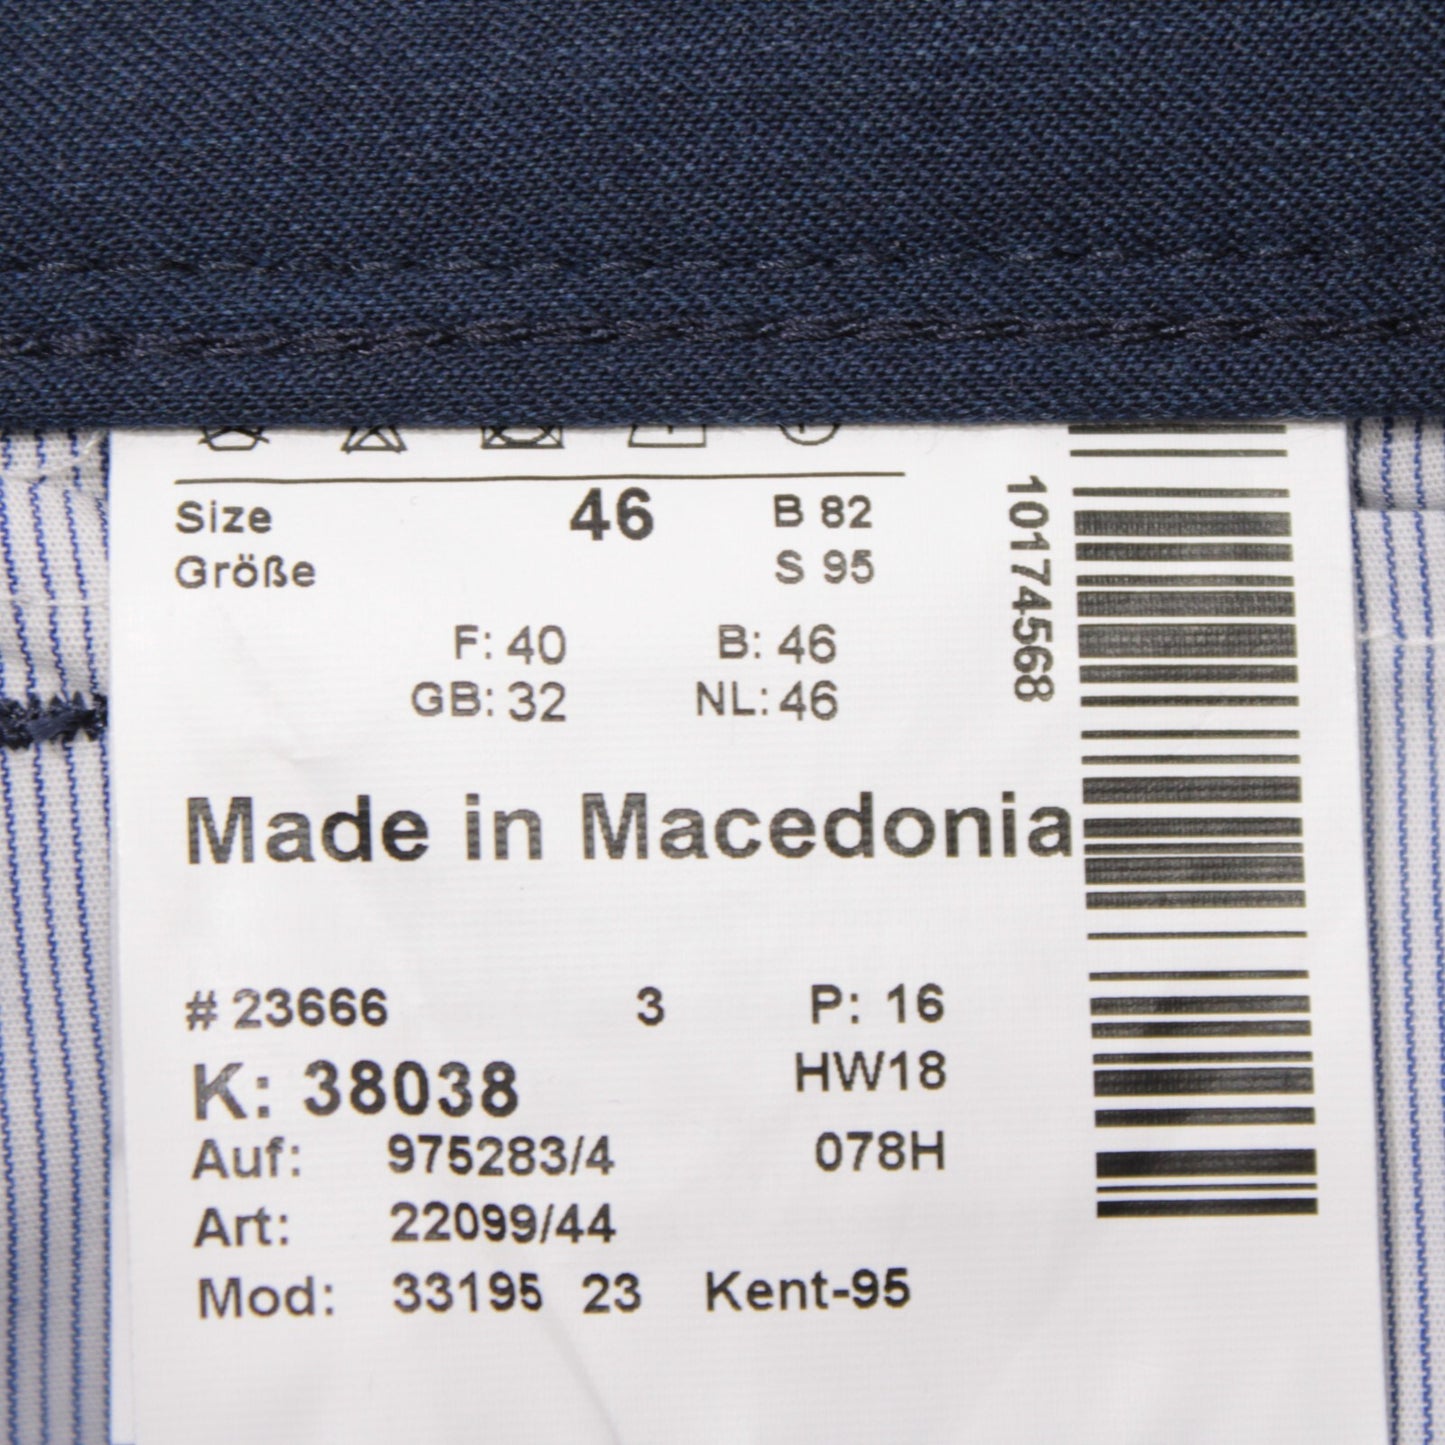 Size 46 B 82
Größe S 95
F: 40 B: 46
GB: 32 NL: 46
10174568
Made in Macedonia
# 23666 3 P: 16
K: 38038 HW18
Auf: 975283/4 078H
Art: 22099/44
Mod: 33195 23 Kent-95